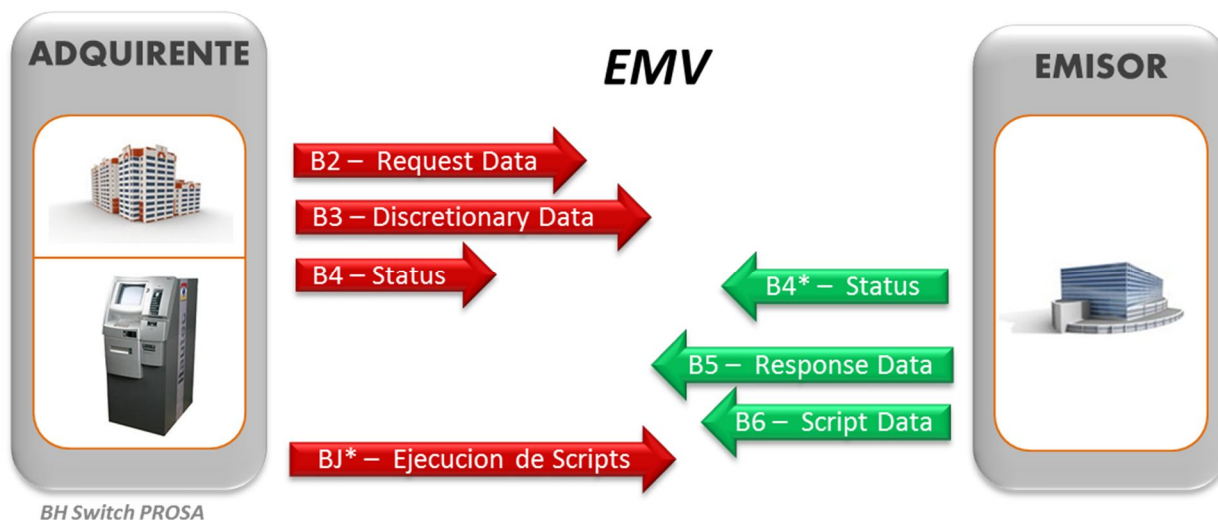 ADQUIRENTE
EMV
EMISOR
B2 – Request Data
B3 – Discretionary Data
B4 – Status
B4* – Status
B5 – Response Data
B6 – Script Data
BJ* – Ejecucion de Scripts
BH Switch PROSA